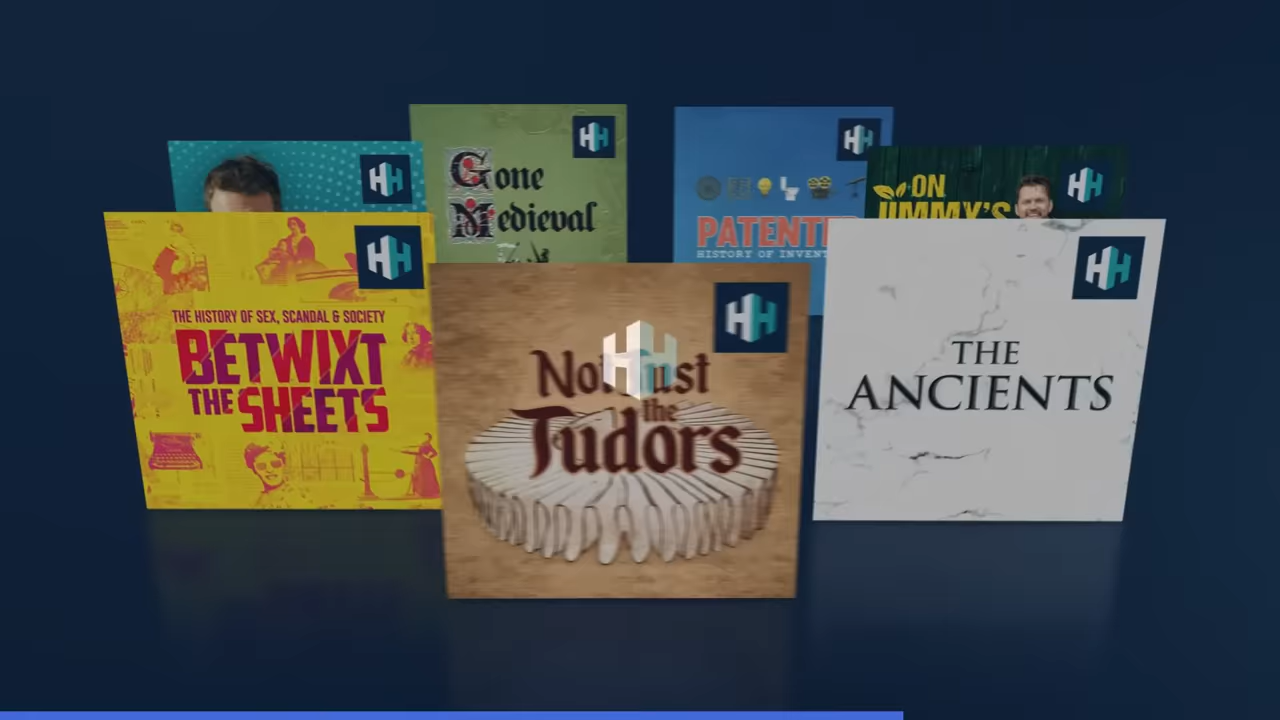 Gone
Medieval
ON
JIMMY'S
HISTORY OF INVENT
THE HISTORY OF SEX, SCANDAL & SOCIETY
BETWIXT
THE SHEETS
Not Just
the
Tudors
THE
ANCIENTS
HH
HH
HH
HH
HH
HH
HH
HH